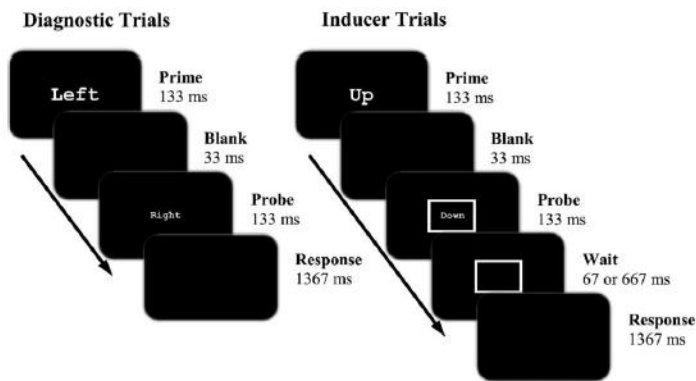 Diagnostic Trials
Left
Prime
133 ms
Blank
33 ms
Right
Probe
133 ms
Response
1367 ms
Inducer Trials
Up
Prime
133 ms
Blank
33 ms
Down
Probe
133 ms
Wait
67 or 667 ms
Response
1367 ms